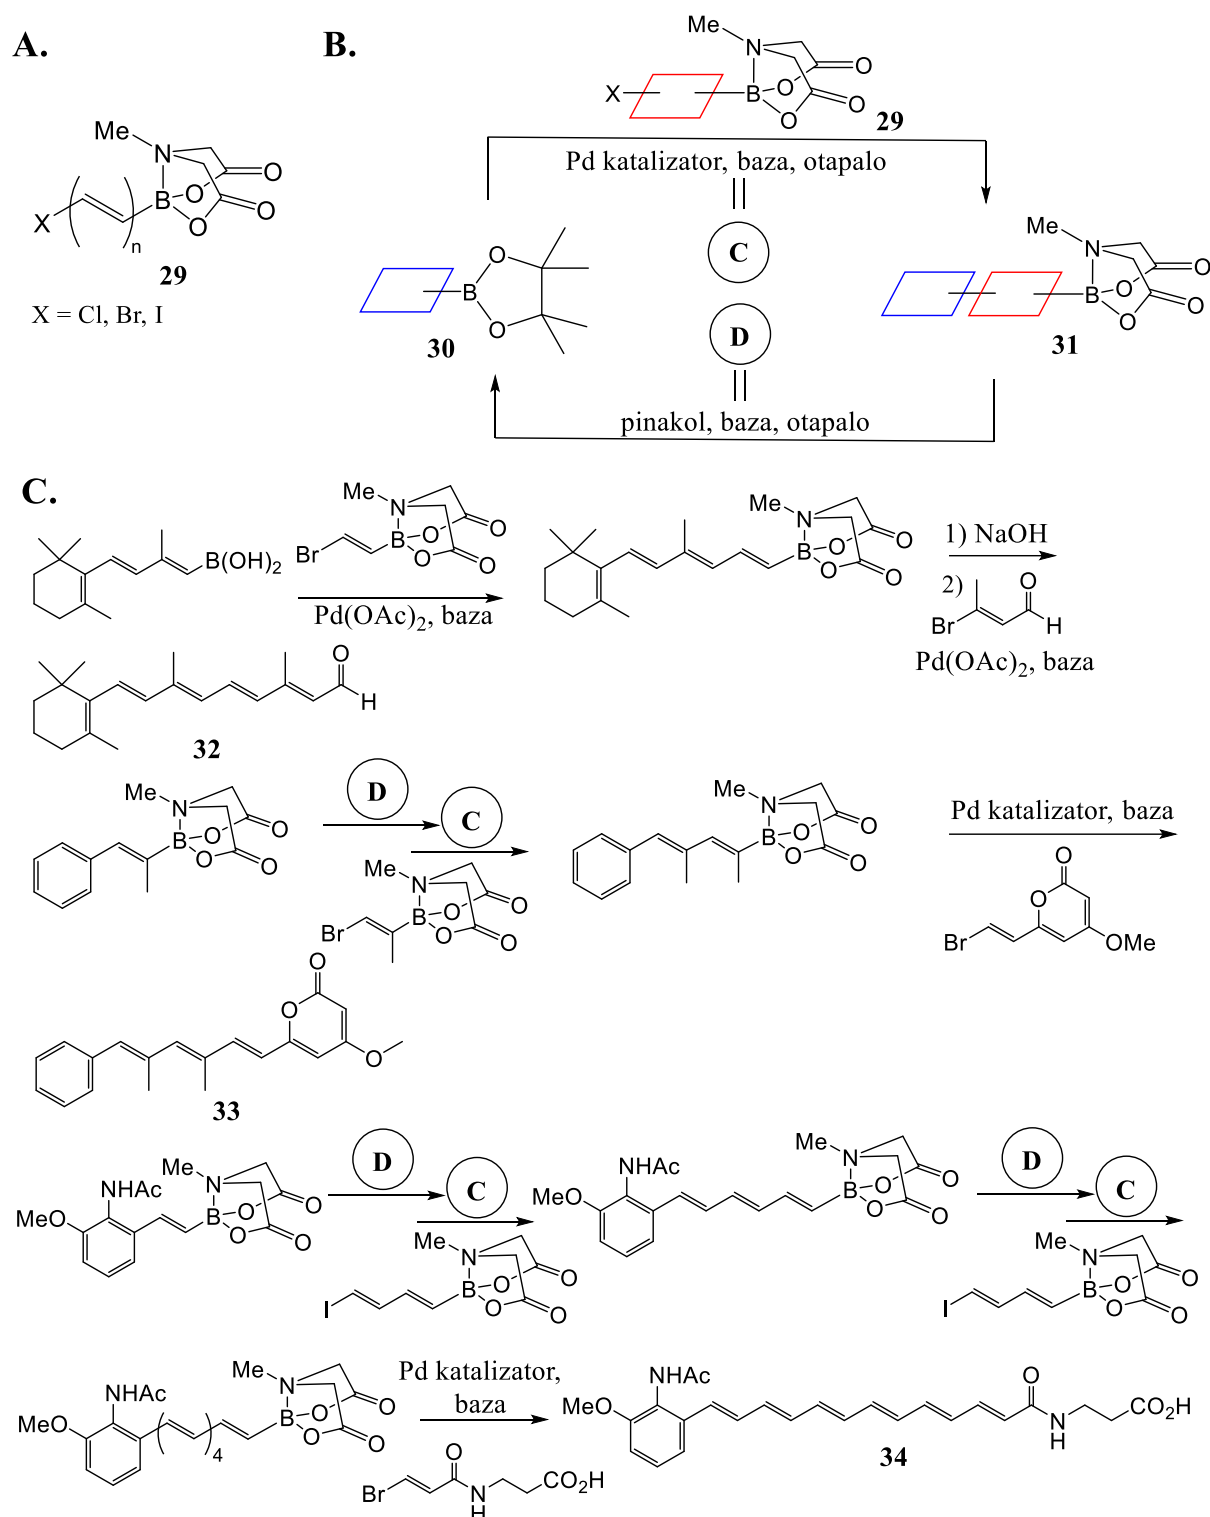 A.
B.
Me
N
B
O
O
O
O
X
n
29
X = Cl, Br, I
Me
N
O
X
B
O
O
O
29
Pd katalizator, baza, otapalo
C
O
B
O
30
Me
N
O
B
O
O
O
31
D
pinakol, baza, otapalo
C.
B(OH)2
Me
N
O
Br
B
O
O
O
Pd(OAc)2, baza
Me
N
O
B
O
O
O
1) NaOH
2)
O
Br
H
Pd(OAc)2, baza
O
H
32
Me
N
O
B
O
O
O
D
C
Me
N
O
Br
B
O
O
O
Me
N
O
B
O
O
O
Pd katalizator, baza
O
O
Br
OMe
O
O
O
33
Me
NHAc
N
O
MeO
B
O
O
O
D
C
Me
N
O
I
B
O
O
O
Me
NHAc
N
O
MeO
B
O
O
O
D
C
Me
N
O
I
B
O
O
O
Me
NHAc
N
O
MeO
B
O
O
O
4
Pd katalizator,
baza
O
Br
N
H
CO2H
NHAc
MeO
O
N
H
CO2H
34